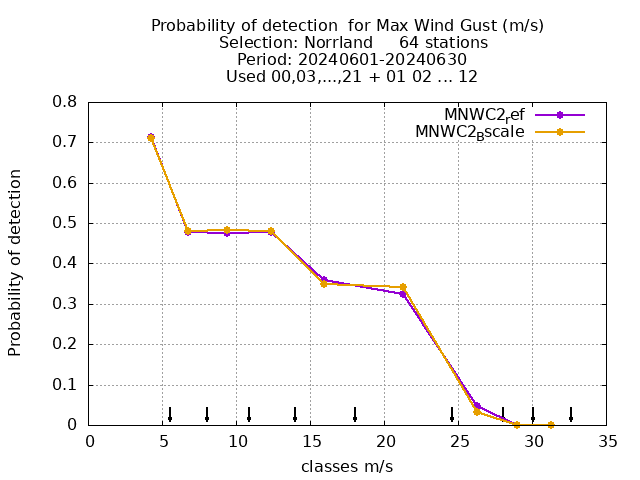 Probability of detection  for Max Wind Gust (m/s)
Selection: Norrland     64 stations
Period: 20240601-20240630
Used 00,03,...,21 + 01 02 ... 12
MNWC2ref
MNWC2Bscale
Probability of detection
0.8
0.7
0.6
0.5
0.4
0.3
0.2
0.1
0
0 5 10 15 20 25 30 35
classes m/s